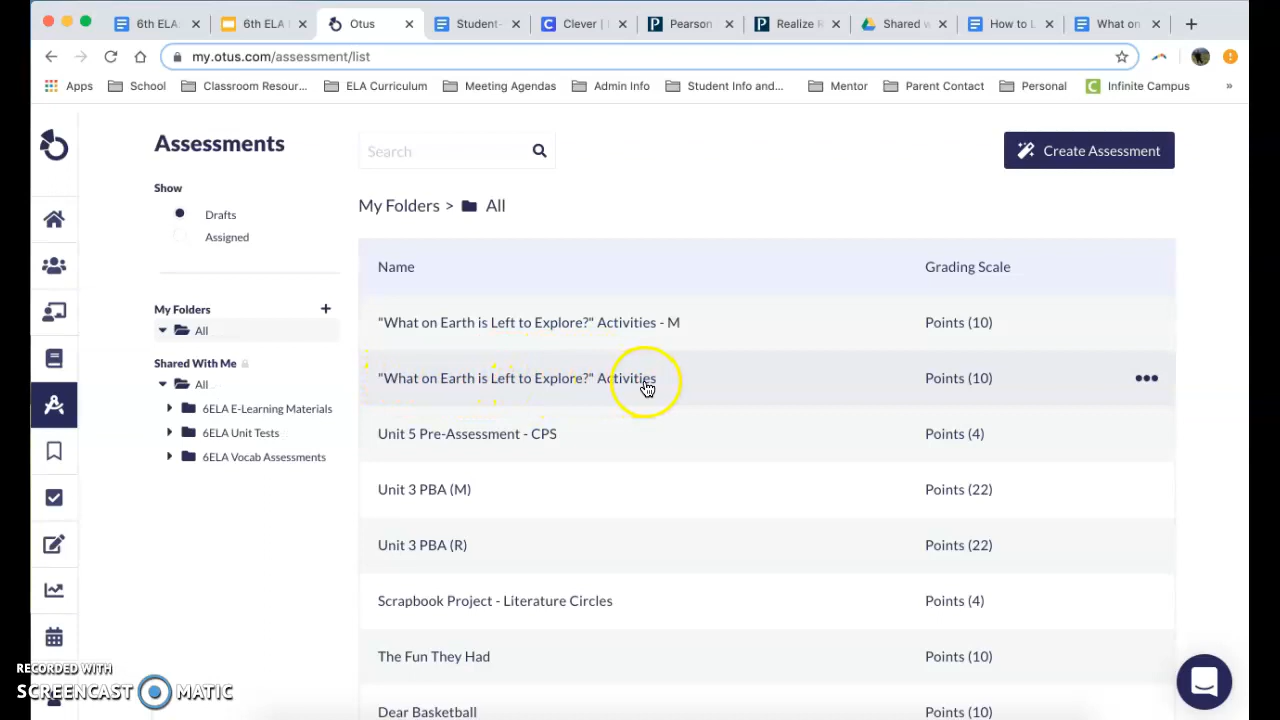 6th ELA
6th ELA
Otus
Student-
Clever |
Pearson
Realize
Shared w
How to L
What on
my.otus.com/assessment/list
Apps
School
Classroom Resour...
ELA Curriculum
Meeting Agendas
Admin Info
Student Info and...
Mentor
Parent Contact
Personal
Infinite Campus
»
Assessments
Search
Create Assessment
Show
Drafts
Assigned
My Folders > All
My Folders
All
Shared With Me
All
6ELA E-Learning Materials
6ELA Unit Tests
6ELA Vocab Assessments
Name Grading Scale
"What on Earth is Left to Explore?" Activities - M Points (10)
"What on Earth is Left to Explore?" Activities Points (10)
Unit 5 Pre-Assessment - CPS Points (4)
Unit 3 PBA (M) Points (22)
Unit 3 PBA (R) Points (22)
Scrapbook Project - Literature Circles Points (4)
The Fun They Had Points (10)
Dear Basketball Points (10)
RECORDED WITH
SCREENCAST MATIC